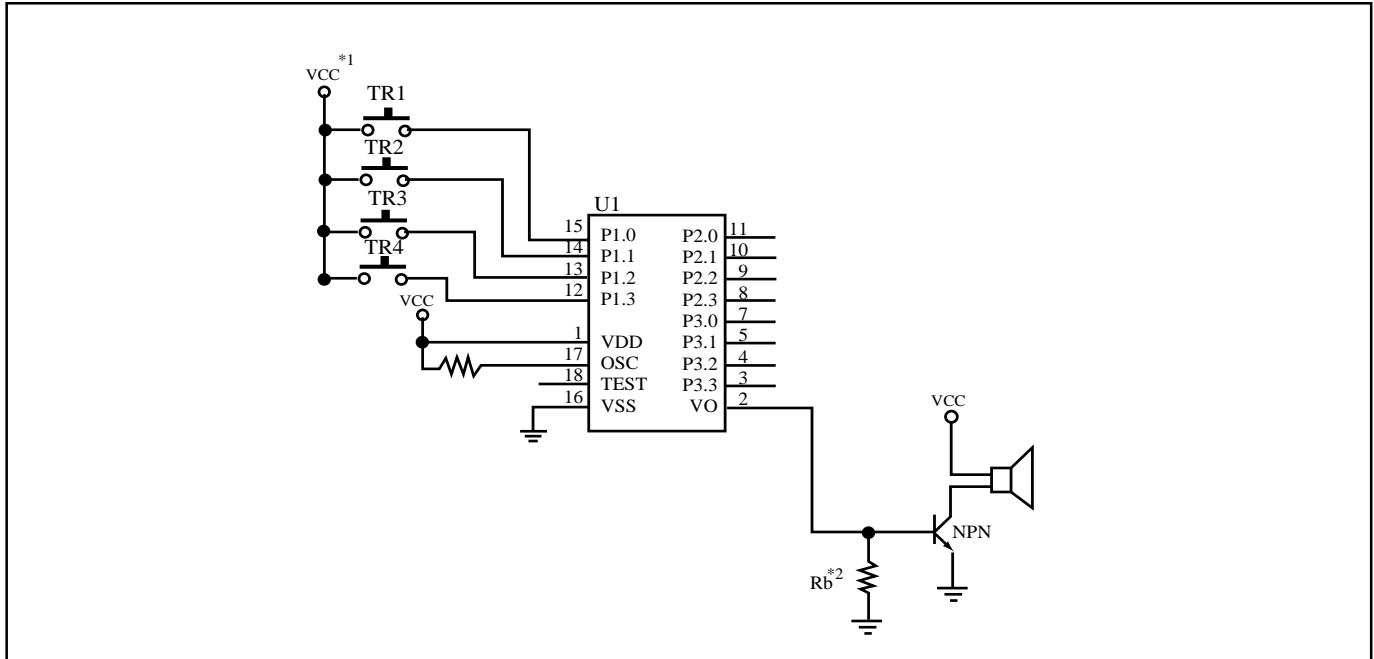 VCC *1
TR1
TR2
TR3
TR4
VCC
U1
15 P1.0 P2.0 11
14 P1.1 P2.1 10
13 P1.2 P2.2 9
12 P1.3 P2.3 8
P3.0 7
1 VDD P3.1 5
17 OSC P3.2 4
18 TEST P3.3 3
16 VSS VO 2
VCC
NPN
Rb*2